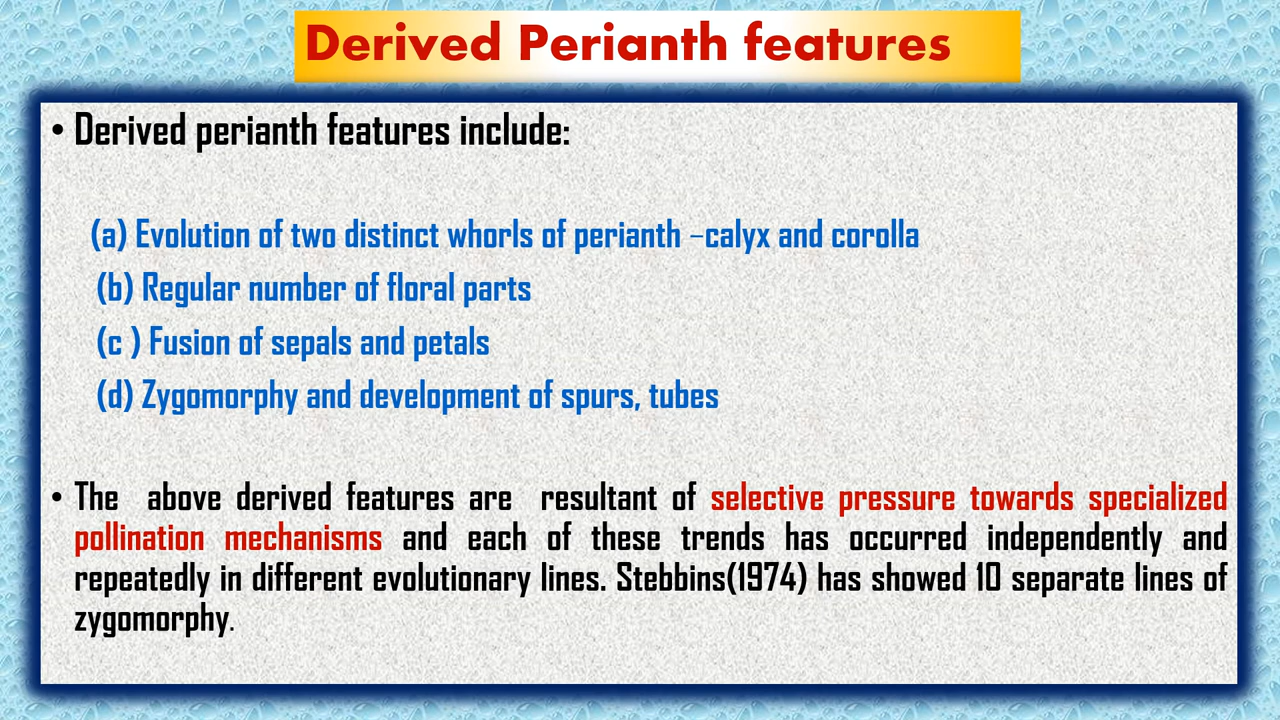 Derived Perianth features
• Derived perianth features include:
(a) Evolution of two distinct whorls of perianth –calyx and corolla
(b) Regular number of floral parts
(c ) Fusion of sepals and petals
(d) Zygomorphy and development of spurs, tubes
• The above derived features are resultant of selective pressure towards specialized
pollination mechanisms and each of these trends has occurred independently and
repeatedly in different evolutionary lines. Stebbins(1974) has showed 10 separate lines of
zygomorphy.